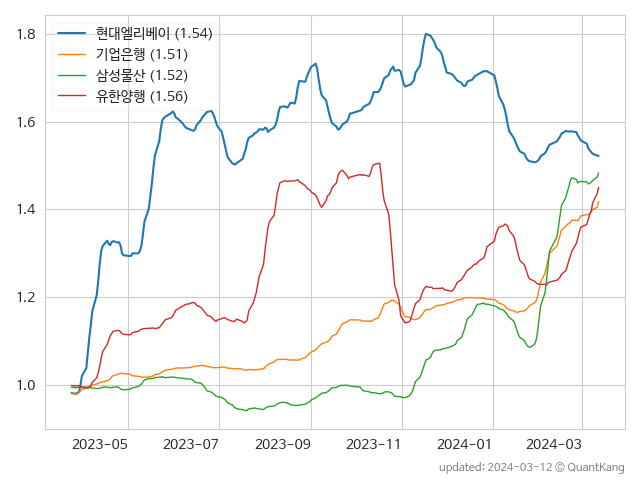 현대엘리베이 (1.54)
기업은행 (1.51)
삼성물산 (1.52)
유한양행 (1.56)
1.8
1.6
1.4
1.2
1.0
2023-05 2023-07 2023-09 2023-11 2024-01 2024-03
updated: 2024-03-12 © QuantKang